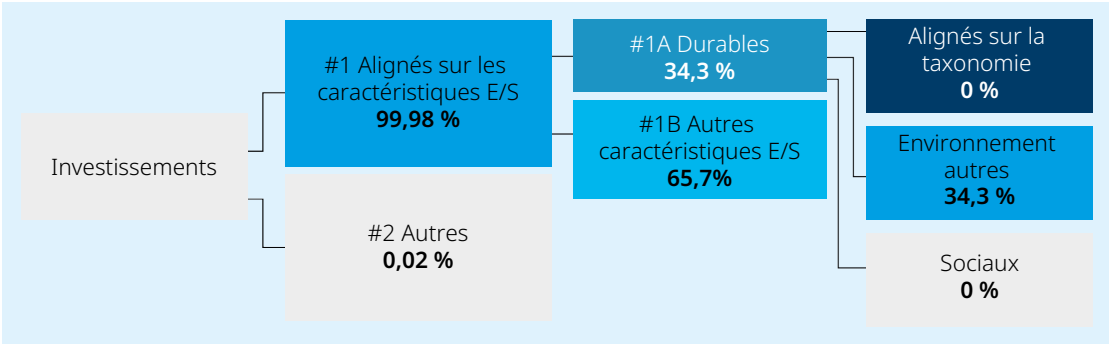 Investissements
#1 Alignés sur les
caractéristiques E/S
99,98 %
#2 Autres
0,02 %
#1A Durables
34,3 %
#1B Autres
caractéristiques E/S
65,7%
Alignés sur la
taxonomie
0 %
Environnement
autres
34,3 %
Sociaux
0 %